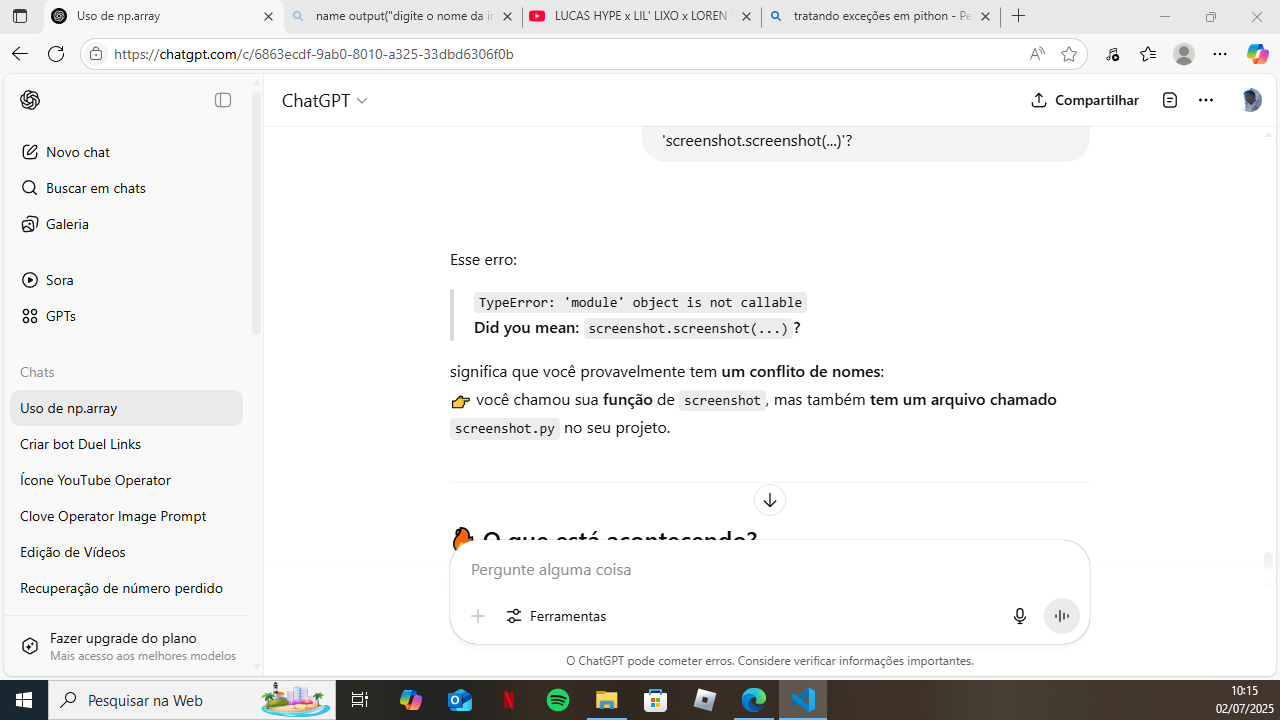 Uso de np.array
name output("digite o nome da ir
LUCAS HYPE x LIL' LIXO x LOREN
tratando exceções em pithon - Pe
https://chatgpt.com/c/6863ecdf-9ab0-8010-a325-33dbd6306f0b
ChatGPT
Compartilhar
Novo chat
Buscar em chats
Galeria
Sora
GPTs
Chats
Uso de np.array
Criar bot Duel Links
Ícone YouTube Operator
Clove Operator Image Prompt
Edição de Vídeos
Recuperação de número perdido
Fazer upgrade do plano
Mais acesso aos melhores modelos
'screenshot.screenshot(...)'?
Esse erro:
TypeError: 'module' object is not callable
Did you mean: screenshot.screenshot(...)?
significa que você provavelmente tem um conflito de nomes:
👉 você chamou sua função de screenshot, mas também tem um arquivo chamado
screenshot.py no seu projeto.
O que está acontecendo?
Pergunte alguma coisa
Ferramentas
O ChatGPT pode cometer erros. Considere verificar informações importantes.
Pesquisar na Web
10:15
02/07/2025